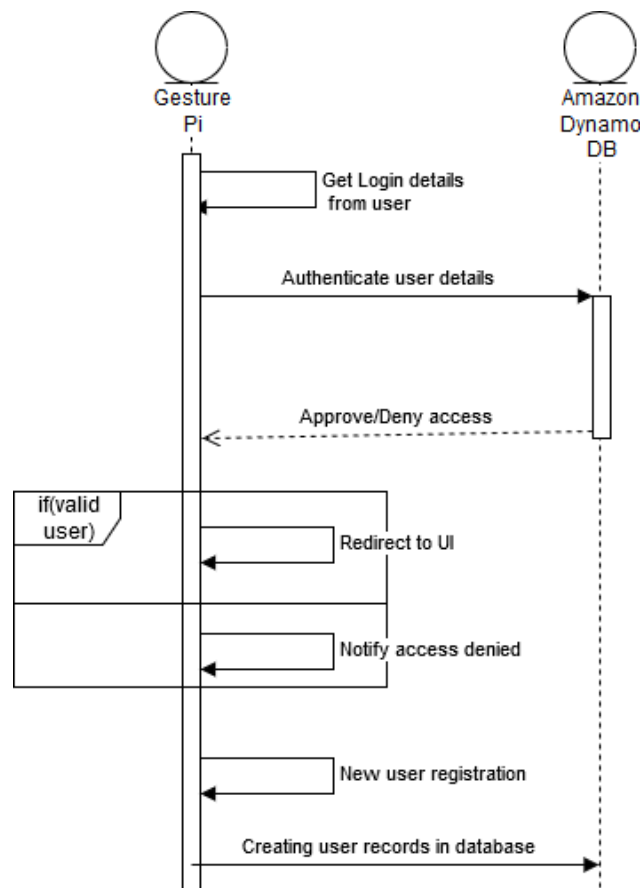 Gesture
Pi
Amazon
Dynamo
DB
Get Login details
from user
Authenticate user details
Approve/Deny access
if(valid
user)
Redirect to UI
Notify access denied
New user registration
Creating user records in database